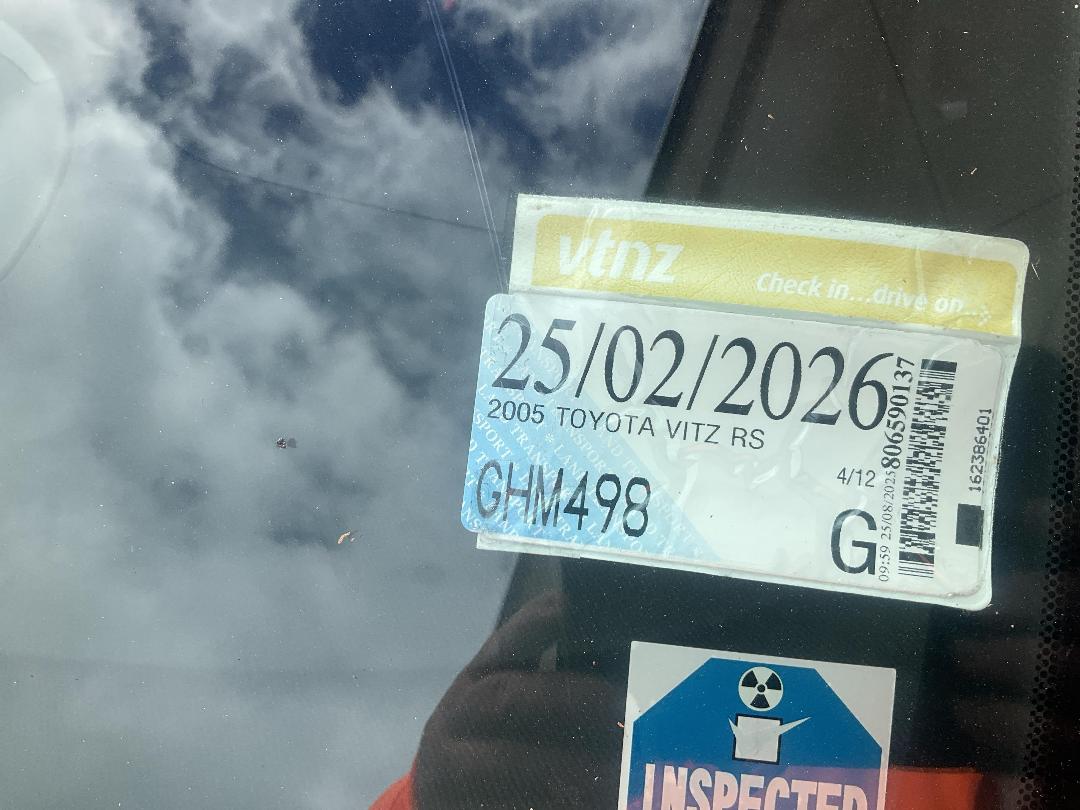 vtnz
Check in...drive on...>
25/02/2026
2005 TOYOTA VITZ RS
4/12
GHM498
G
09:59 25/08/2025
806590137
162386401
INSPECTED